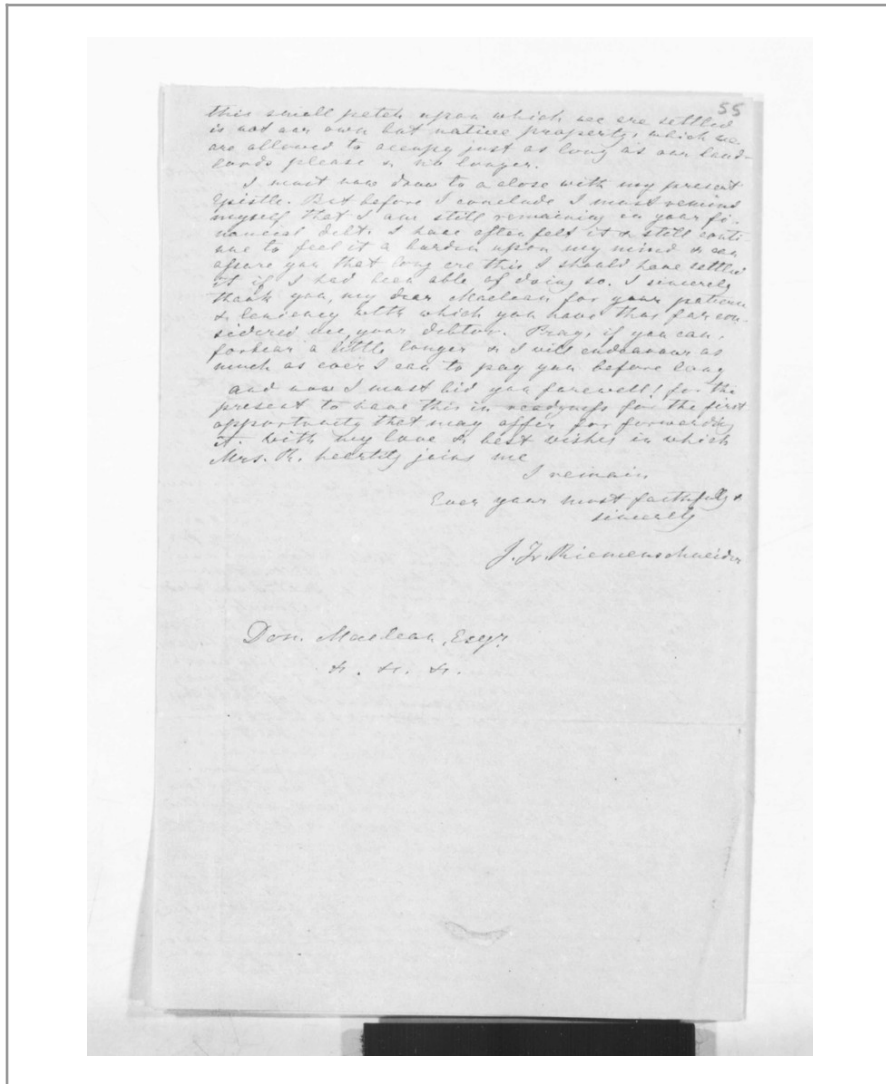 55
this small patch upon which we are settled
is not our own but native property, which we
are allowed to occupy just as long as our land-
lords please & no longer.
I must now draw to a close with my present
Epistle. But before I conclude I must remind
myself that I am still remaining in your fi-
nancial debt. I have often felt it & still conti-
nue to feel it a burden upon my mind & can
assure you that long ere this I should have settled
it if I had been able of doing so. I sincerely
thank you, my dear Maclean for your patience
& leniency with which you have thus far con-
sidered me, your debtor. Pray, if you can,
forbear a little longer & I will endeavour as
much as ever I can to pay you before long
and now I must bid you farewell! for the
present to have this in readyness for the first
opportunity that may offer for forwarding
it. With my love & best wishes in which
Mrs. R. heartily joins me
I remain
Ever your most faithfully &
sincerely
J. Fr. Riemenschneider
Don. Maclean, Esqr.
&. &. &.